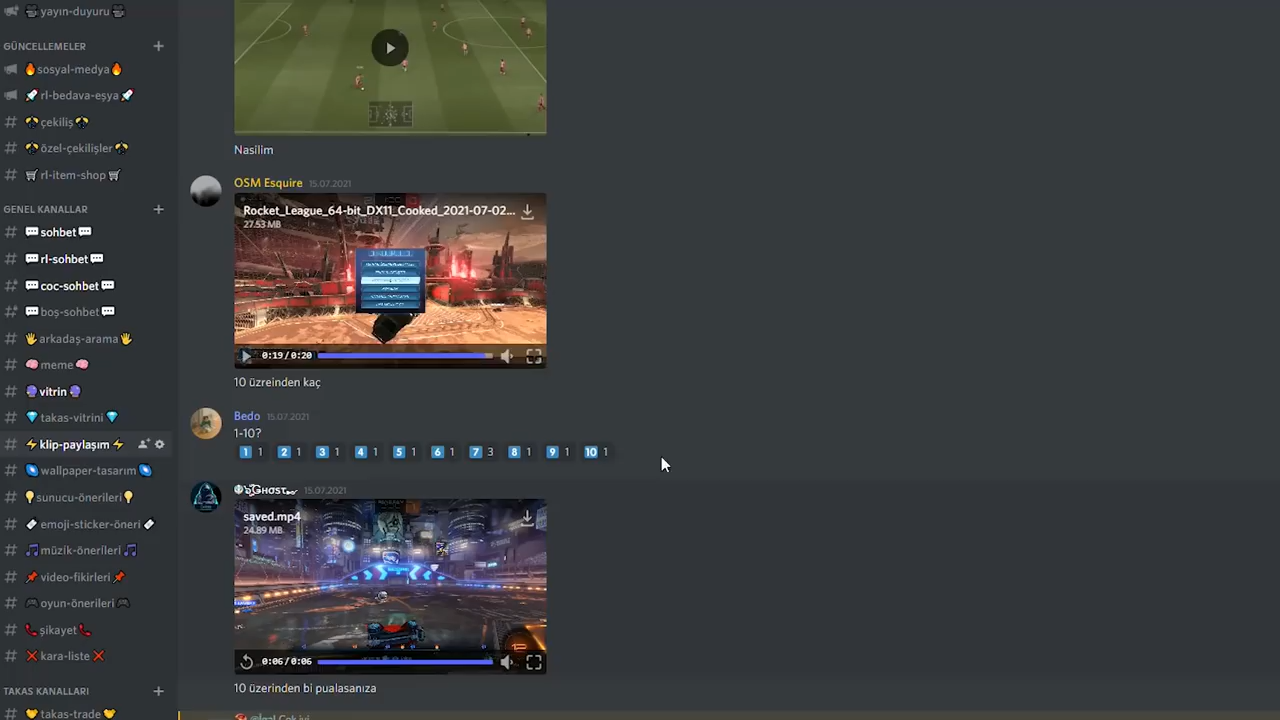 yayın-duyuru
GÜNCELLEMELER
sosyal-medya
rl-bedava-eşya
çekiliş
özel-çekilişler
rl-item-shop
GENEL KANALLAR
sohbet
rl-sohbet
coc-sohbet
boş-sohbet
arkadaş-arama
meme
vitrin
takas-vitrini
klip-paylaşım
wallpaper-tasarım
sunucu-önerileri
emoji-sticker-öneri
müzik-önerileri
video-fikirleri
oyun-önerileri
şikayet
kara-liste
TAKAS KANALLARI
takas-trade
Nasilim
OSM Esquire 15.07.2021
Rocket_League_64-bit_DX11_Cooked_2021-07-02...
27.53 MB
0:19/0:20
10 üzreinden kaç
Bedo 15.07.2021
1-10?
1 1 2 1 3 1 4 1 5 1 6 1 7 3 8 1 9 1 10 1
15.07.2021
saved.mp4
24.89 MB
0:06/0:06
10 üzerinden bi pualasanıza